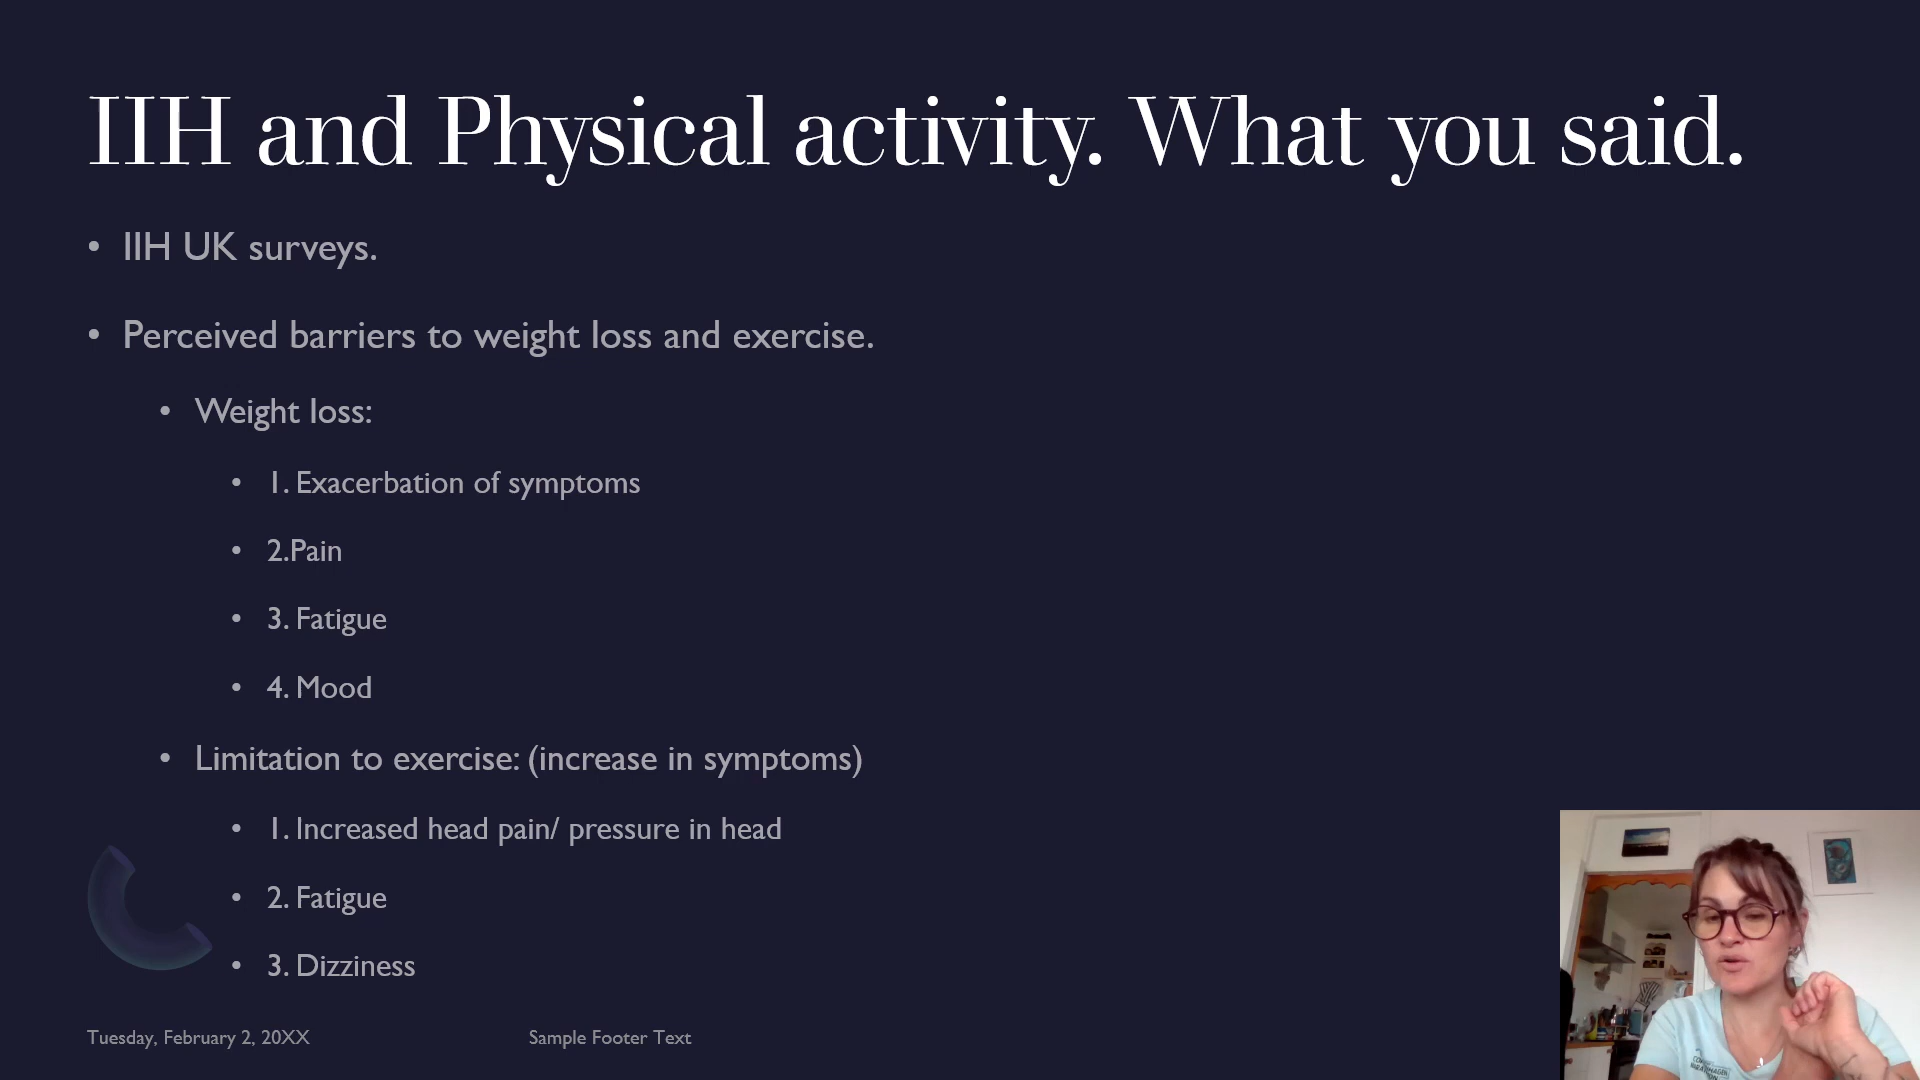 IIH and Physical activity. What you said.
• IIH UK surveys.
• Perceived barriers to weight loss and exercise.
• Weight loss:
• 1. Exacerbation of symptoms
• 2.Pain
• 3. Fatigue
• 4. Mood
• Limitation to exercise: (increase in symptoms)
• 1. Increased head pain/ pressure in head
• 2. Fatigue
• 3. Dizziness
Tuesday, February 2, 20XX
Sample Footer Text